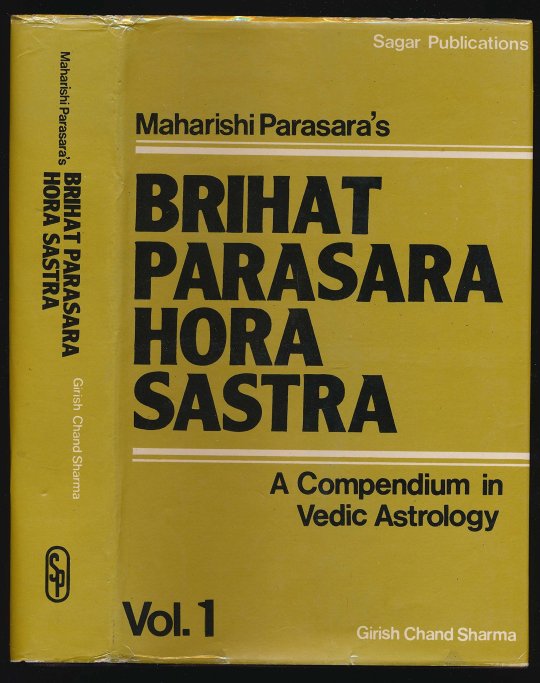 Maharishi Parasara's
BRIHAT PARASARA
HORA SASTRA
Girish Chand Sharma
SP
Sagar Publications
Maharishi Parasara's
BRIHAT
PARASARA
HORA
SASTRA
A Compendium in
Vedic Astrology
Vol. 1
Girish Chand Sharma